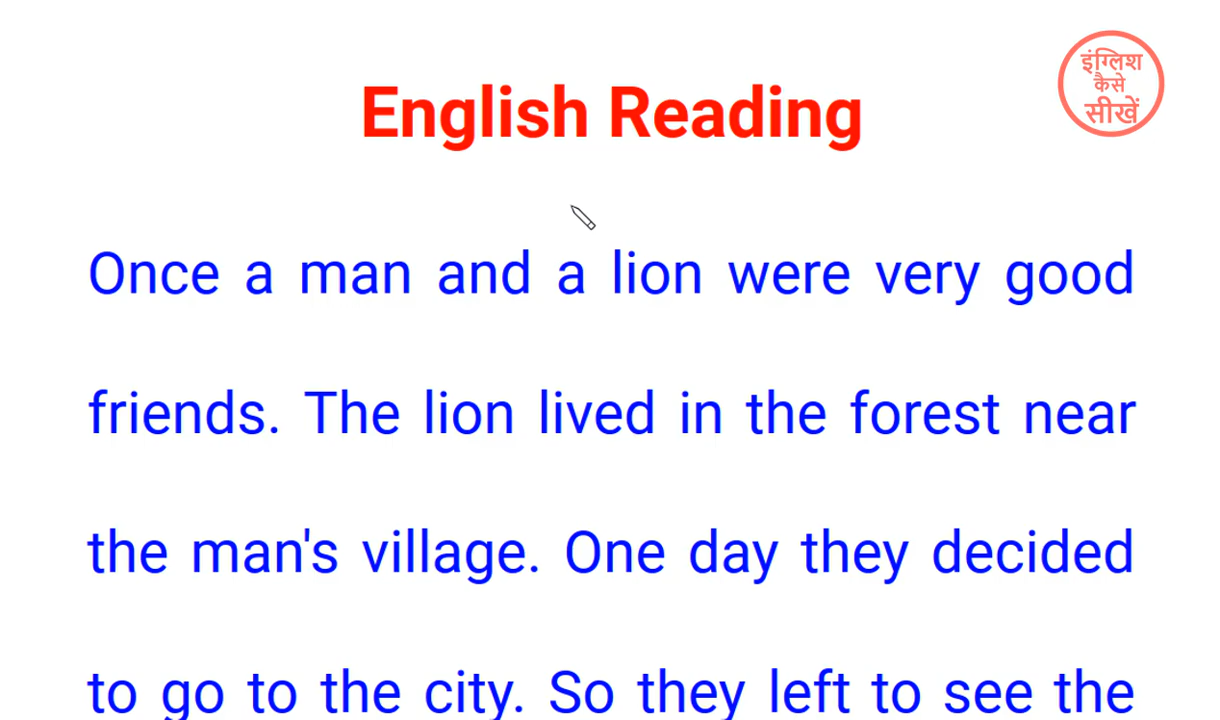 English Reading
इंग्लिश
कैसे
सीखें
Once a man and a lion were very good
friends. The lion lived in the forest near
the man's village. One day they decided
to go to the city. So they left to see the